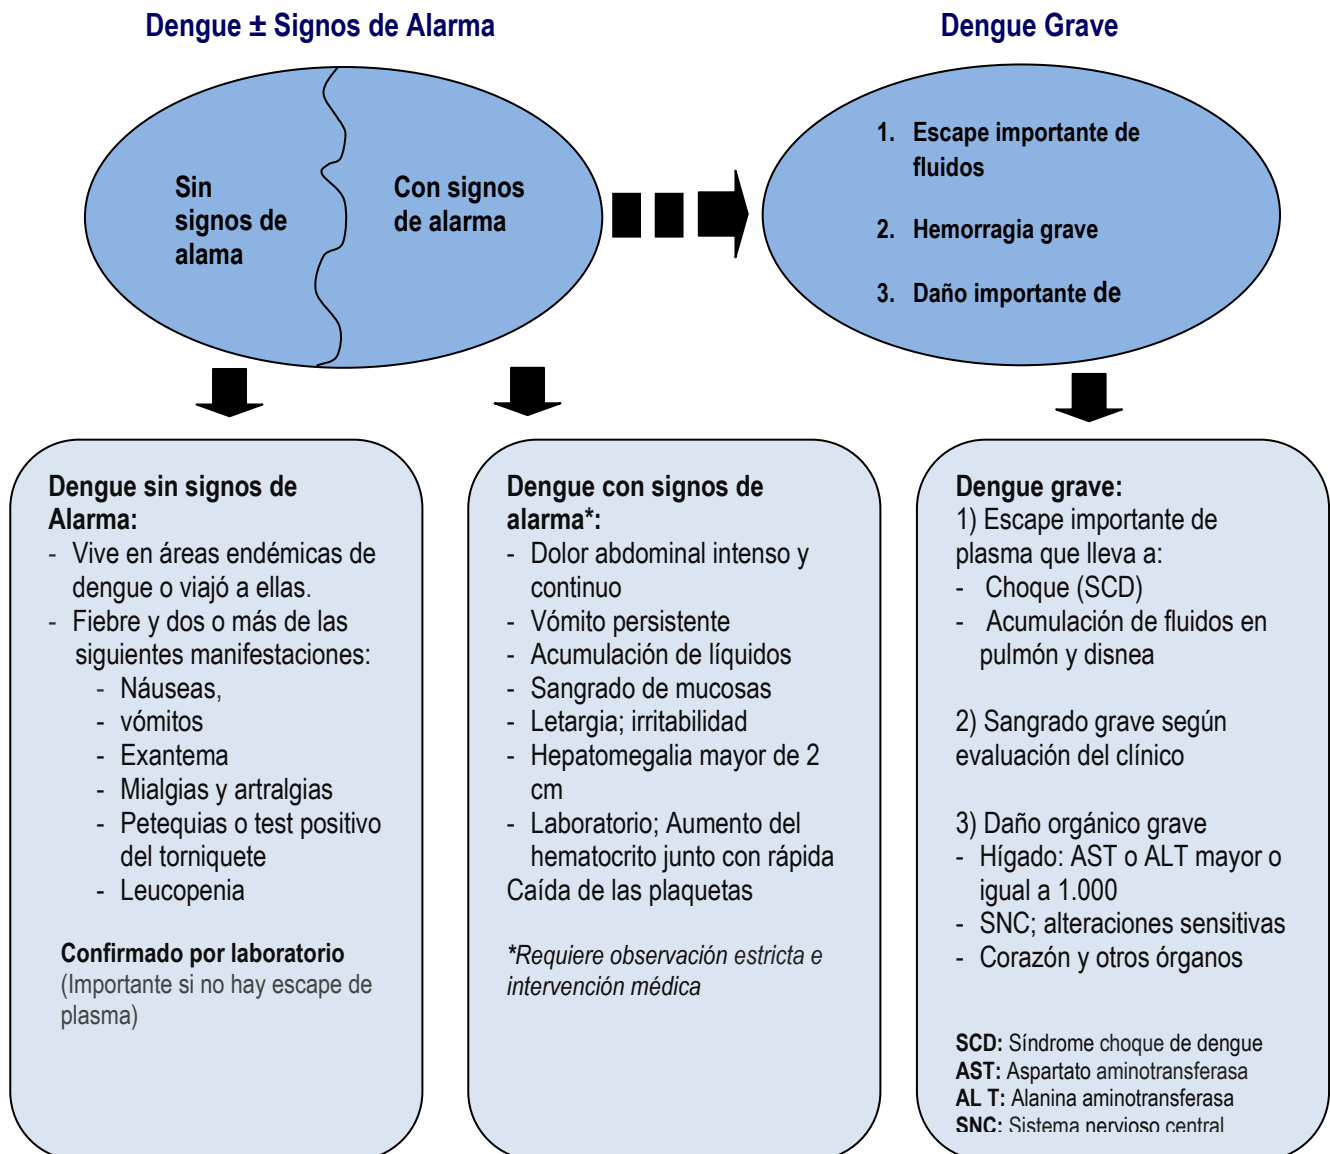 Dengue ± Signos de Alarma
Dengue Grave
Sin
signos de
alama
Con signos
de alarma
1. Escape importante de
fluidos
2. Hemorragia grave
3. Daño importante de
Dengue sin signos de
Alarma:
- Vive en áreas endémicas de
dengue o viajó a ellas.
- Fiebre y dos o más de las
siguientes manifestaciones:
- Náuseas,
- vómitos
- Exantema
- Mialgias y artralgias
- Petequias o test positivo
del torniquete
- Leucopenia
Confirmado por laboratorio
(Importante si no hay escape de
plasma)
Dengue con signos de
alarma*:
- Dolor abdominal intenso y
continuo
- Vómito persistente
- Acumulación de líquidos
- Sangrado de mucosas
- Letargia; irritabilidad
- Hepatomegalia mayor de 2
cm
- Laboratorio; Aumento del
hematocrito junto con rápida
Caída de las plaquetas
*Requiere observación estricta e
intervención médica
Dengue grave:
1) Escape importante de
plasma que lleva a:
- Choque (SCD)
- Acumulación de fluidos en
pulmón y disnea
2) Sangrado grave según
evaluación del clínico
3) Daño orgánico grave
- Hígado: AST o ALT mayor o
igual a 1.000
- SNC; alteraciones sensitivas
- Corazón y otros órganos
SCD: Síndrome choque de dengue
AST: Aspartato aminotransferasa
AL T: Alanina aminotransferasa
SNC: Sistema nervioso central